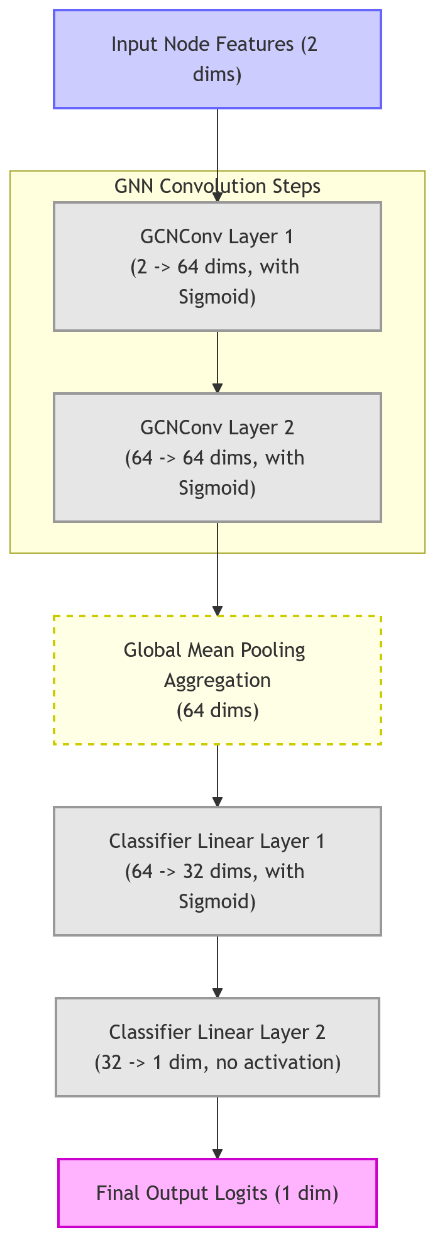 Input Node Features (2
dims)
GNN Convolution Steps
GCNConv Layer 1
(2 -> 64 dims, with
Sigmoid)
GCNConv Layer 2
(64 -> 64 dims, with
Sigmoid)
Global Mean Pooling
Aggregation
(64 dims)
Classifier Linear Layer 1
(64 -> 32 dims, with
Sigmoid)
Classifier Linear Layer 2
(32 -> 1 dim, no activation)
Final Output Logits (1 dim)